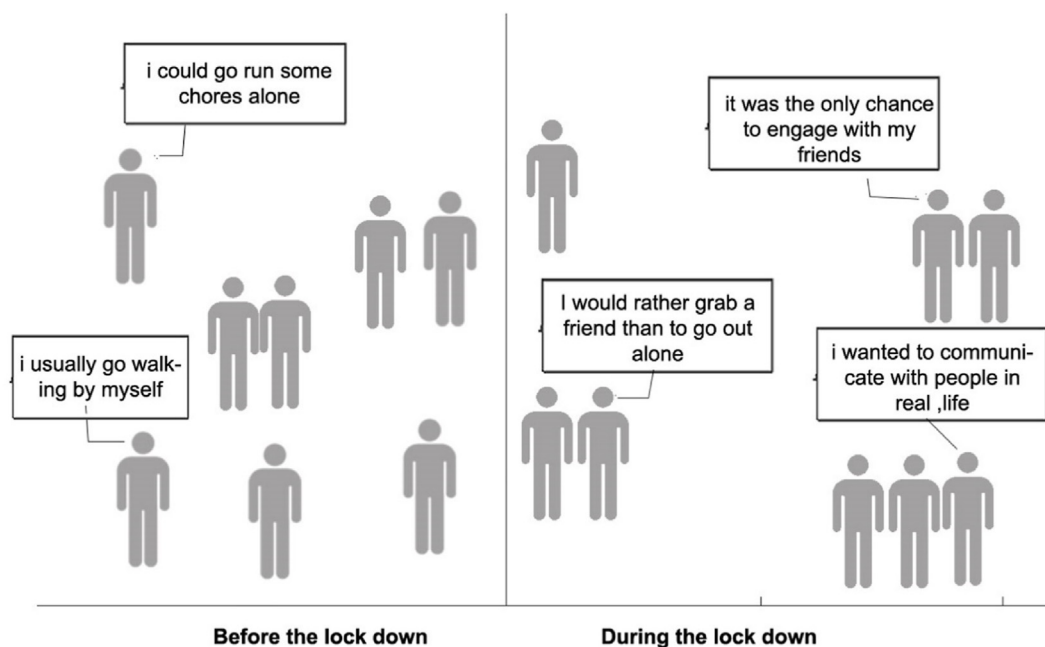 i could go run some
chores alone
i usually go walk-
ing by myself
it was the only chance
to engage with my
friends
I would rather grab a
friend than to go out
alone
i wanted to communi-
cate with people in
real ,life
Before the lock down
During the lock down